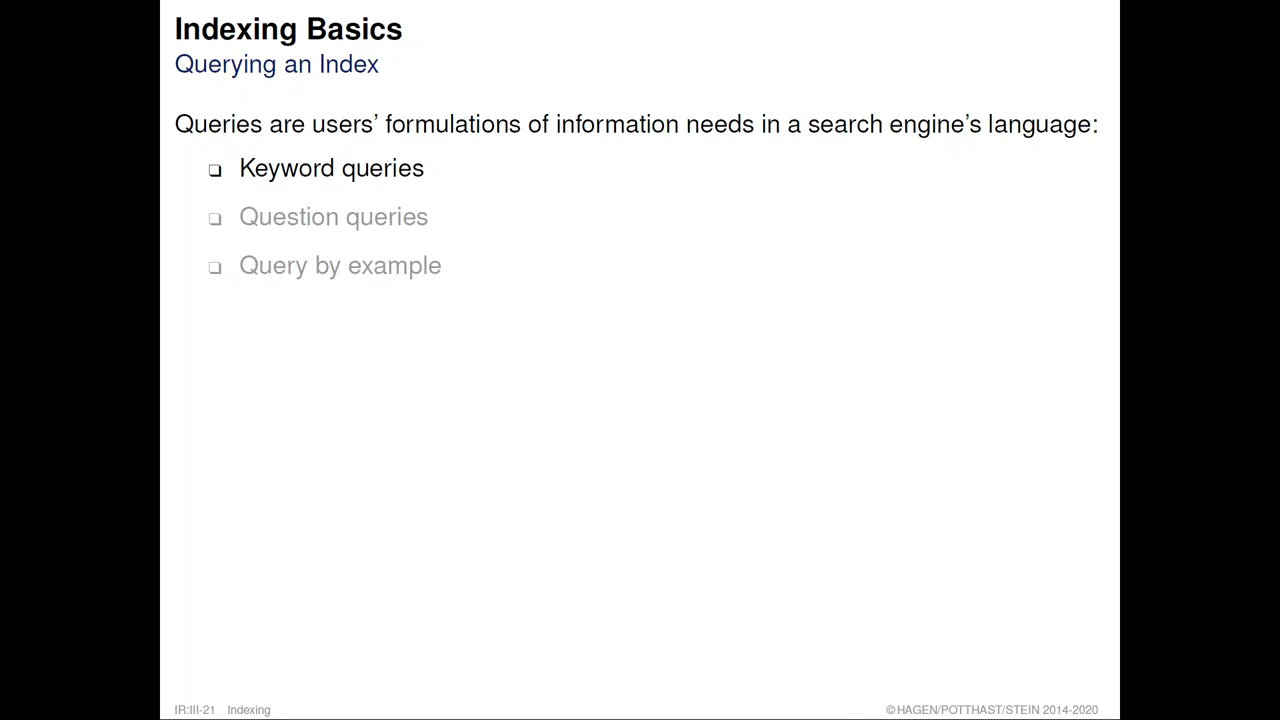 Indexing Basics
Querying an Index
Queries are users’ formulations of information needs in a search engine’s language:
❏ Keyword queries
❏ Question queries
❏ Query by example
IR:III-21 Indexing
©HAGEN/POTTHAST/STEIN 2014-2020